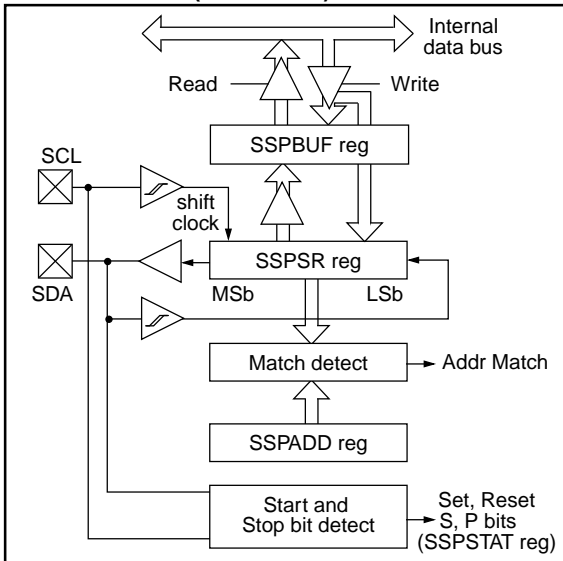 Internal
data bus
Read
Write
SSPBUF reg
SCL
shift
clock
SSPSR reg
SDA
MSb
LSb
Match detect
Addr Match
SSPADD reg
Start and
Stop bit detect
Set, Reset
S, P bits
(SSPSTAT reg)